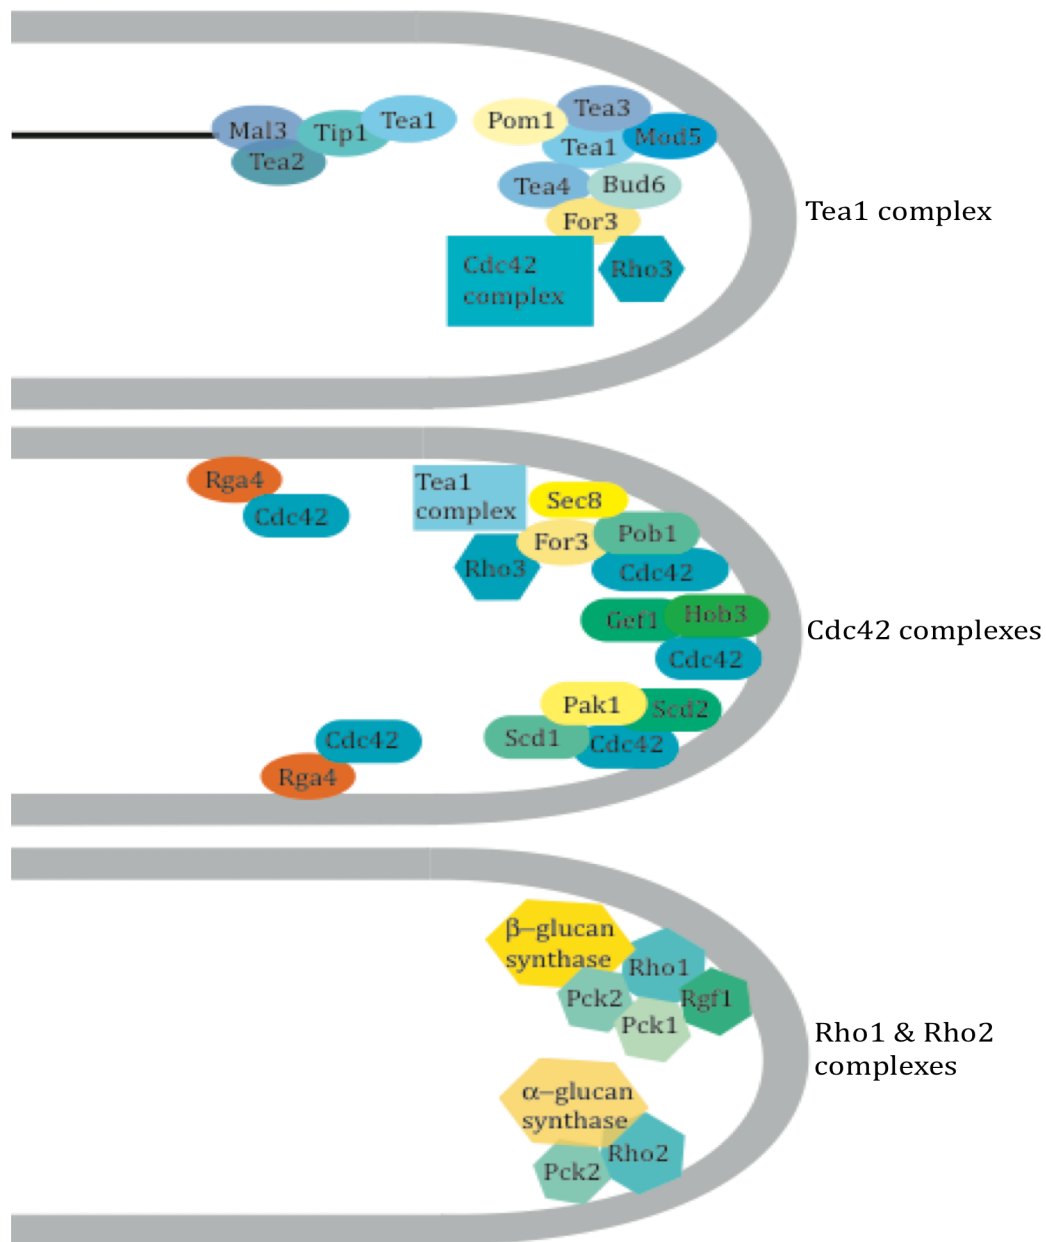 Mal3
Tip1
Tea1
Tea2
Pom1
Tea3
Mod5
Tea1
Tea4
Bud6
For3
Cdc42
complex
Rho3
Tea1 complex
Rga4
Cdc42
Tea1
complex
Sec8
For3
Pob1
Rho3
Cdc42
Gef1
Hob3
Cdc42
Cdc42 complexes
Pak1
Scd2
Scd1
Cdc42
Cdc42
Rga4
β–glucan
synthase
Rho1
Pck2
Rgf1
Pck1
Rho1 & Rho2
complexes
α–glucan
synthase
Rho2
Pck2